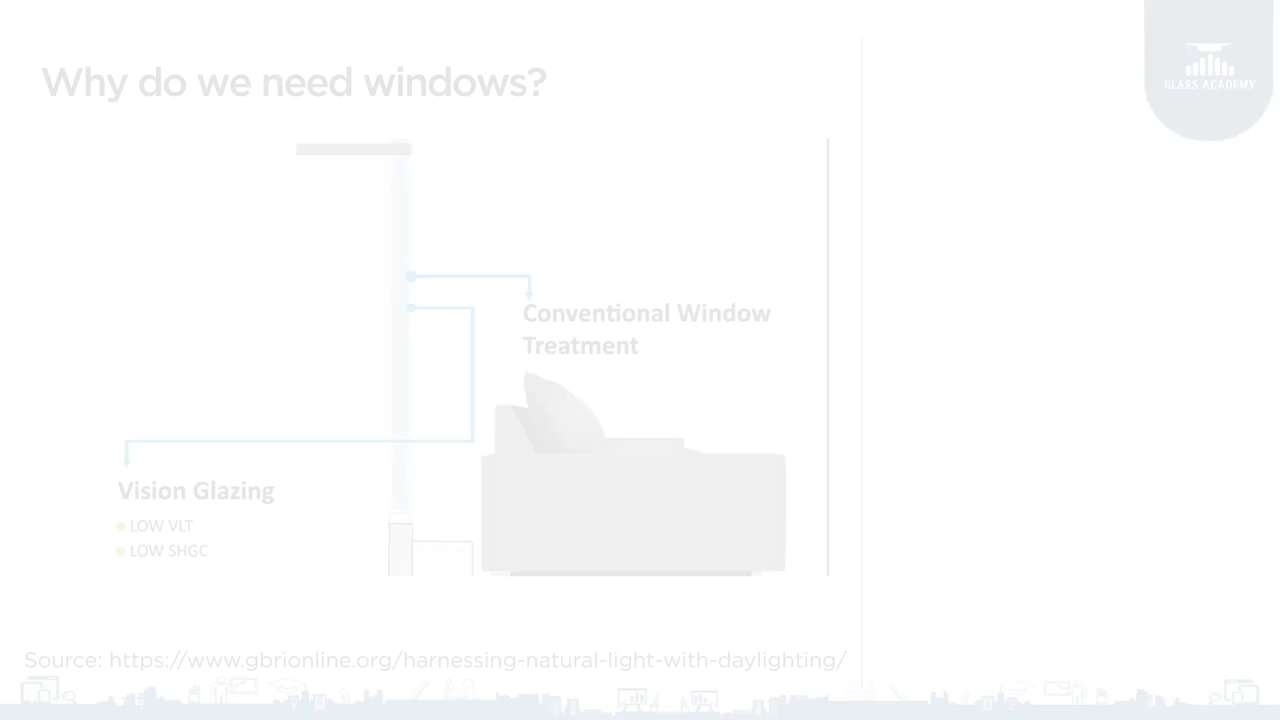 Why do we need windows?
GLASS ACADEMY
Conventional Window
Treatment
Vision Glazing
LOW VLT
LOW SHGC
Source: https://www.gbrionline.org/harnessing-natural-light-with-daylighting/